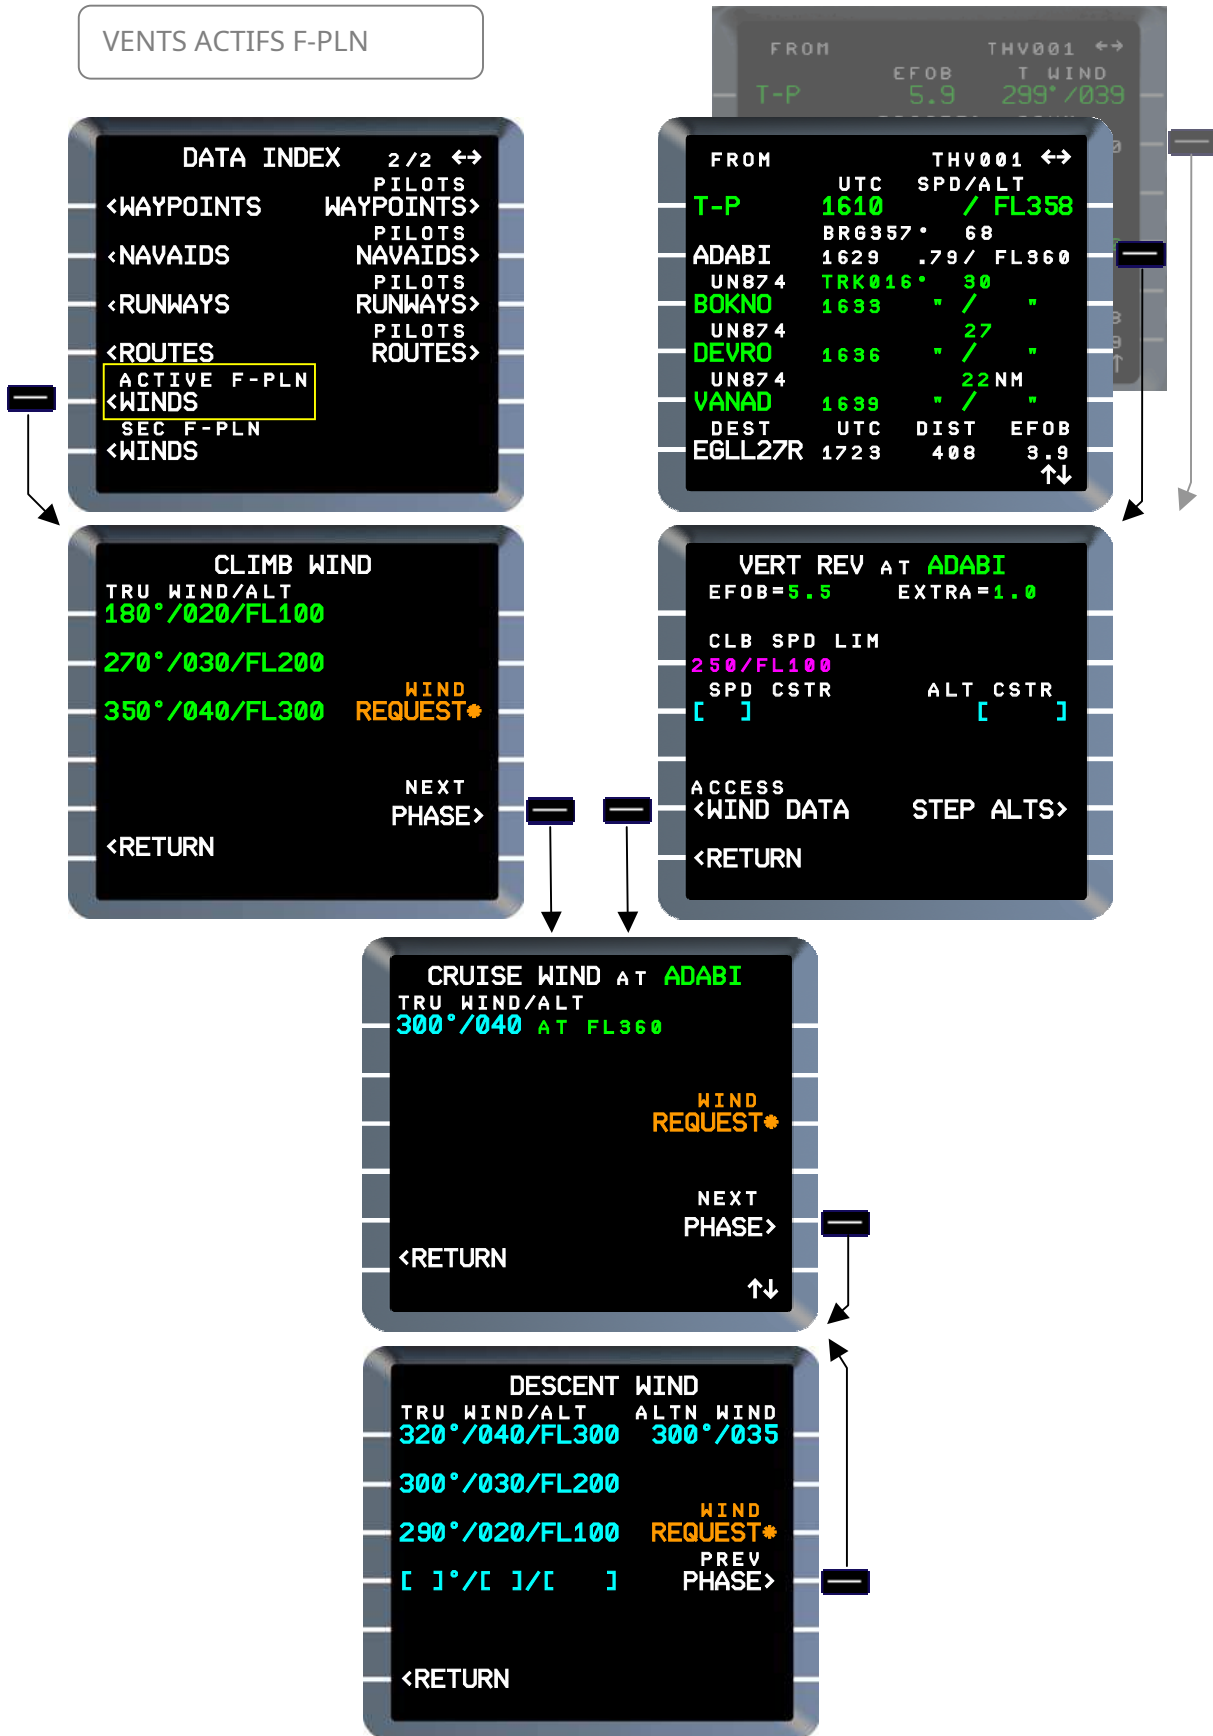 VENTS ACTIFS F-PLN
FROM THV001 ←→
EFOB T WIND
T-P 5.9 299°/039
DATA INDEX 2/2 ←→
PILOTS
<WAYPOINTS WAYPOINTS>
PILOTS
<NAVAIDS NAVAIDS>
PILOTS
<RUNWAYS RUNWAYS>
PILOTS
<ROUTES ROUTES>
ACTIVE F-PLN
<WINDS
SEC F-PLN
<WINDS
FROM THV001 ←→
UTC SPD/ALT
T-P 1610 / FL358
BRG357° 68
ADABI 1629 .79/ FL360
UN874 TRK016° 30
BOKNO 1633 " / "
UN874 27
DEVRO 1636 " / "
UN874 22NM
VANAD 1639 " / "
DEST UTC DIST EFOB
EGLL27R 1723 408 3.9
↑↓
CLIMB WIND
TRU WIND/ALT
180°/020/FL100
270°/030/FL200
WIND
350°/040/FL300 REQUEST*
NEXT
PHASE>
<RETURN
VERT REV AT ADABI
EFOB=5.5 EXTRA=1.0
CLB SPD LIM
250/FL100
SPD CSTR ALT CSTR
[ ] [ ]
ACCESS
<WIND DATA STEP ALTS>
<RETURN
CRUISE WIND AT ADABI
TRU WIND/ALT
300°/040 AT FL360
WIND
REQUEST*
NEXT
PHASE>
<RETURN
↑↓
DESCENT WIND
TRU WIND/ALT ALTN WIND
320°/040/FL300 300°/035
300°/030/FL200
WIND
290°/020/FL100 REQUEST*
PREV
[ ]°/[ ]/[ ] PHASE>
<RETURN